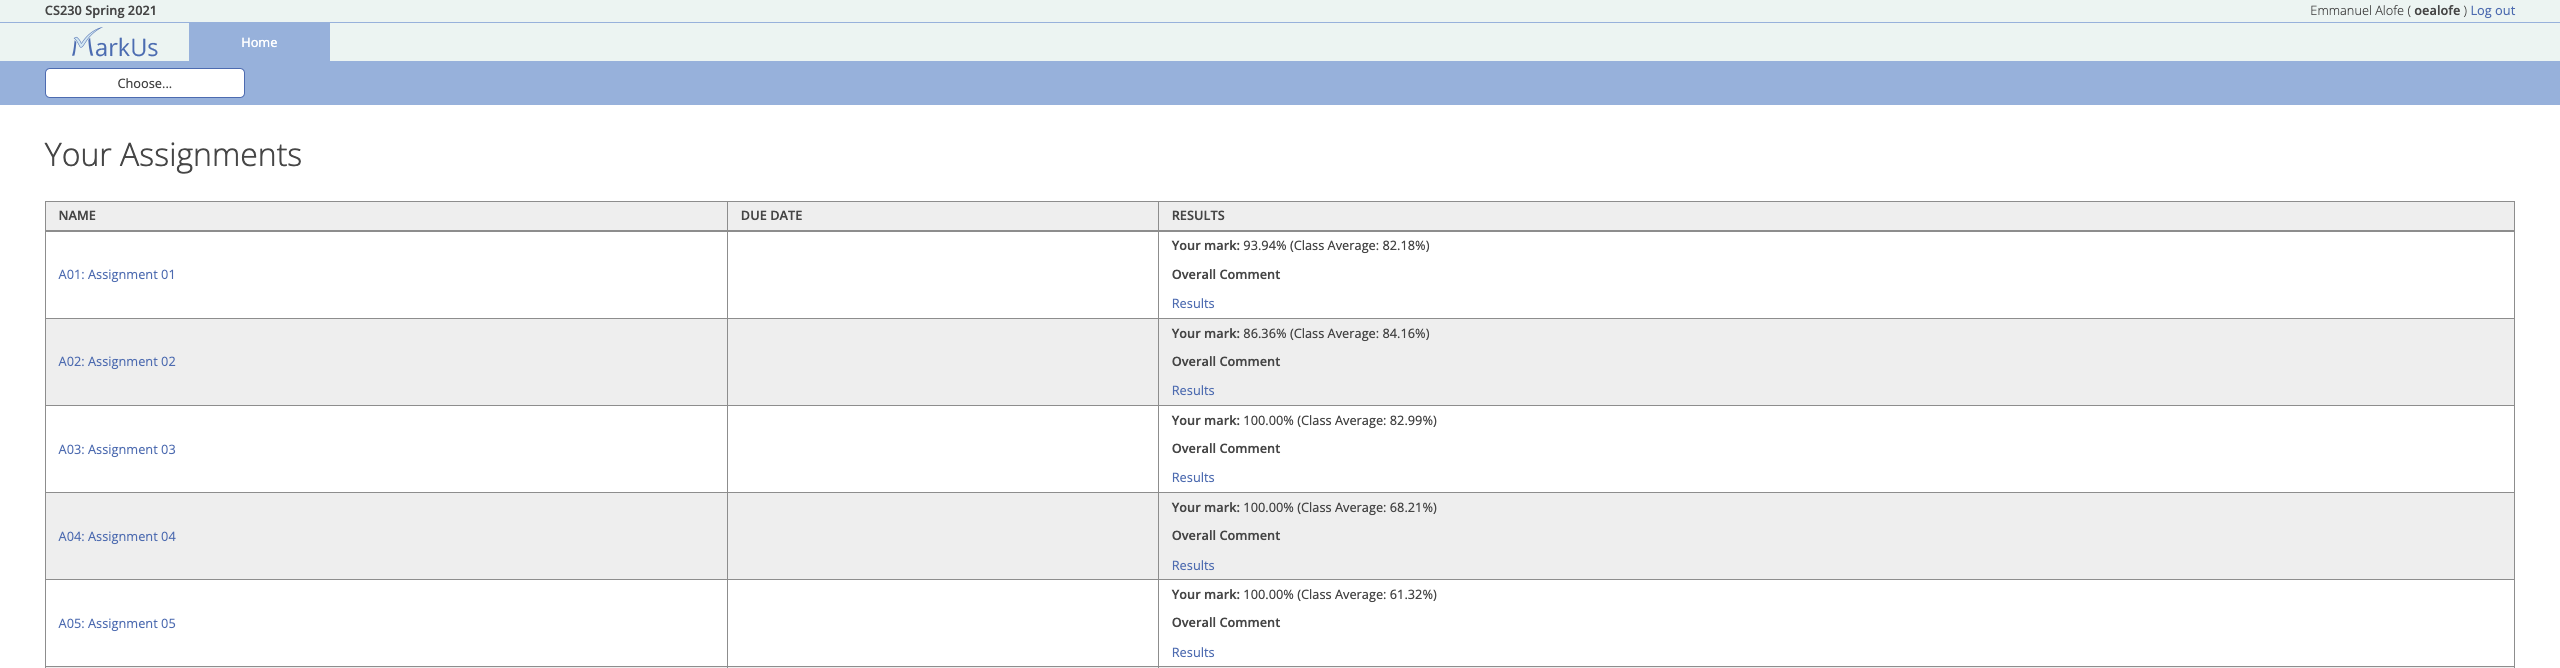 CS230 Spring 2021
Emmanuel Alofe ( oealofe ) Log out
MarkUs
Home
Choose...
Your Assignments
NAME DUE DATE RESULTS
A01: Assignment 01
Your mark: 93.94% (Class Average: 82.18%)
Overall Comment
Results
A02: Assignment 02
Your mark: 86.36% (Class Average: 84.16%)
Overall Comment
Results
A03: Assignment 03
Your mark: 100.00% (Class Average: 82.99%)
Overall Comment
Results
A04: Assignment 04
Your mark: 100.00% (Class Average: 68.21%)
Overall Comment
Results
A05: Assignment 05
Your mark: 100.00% (Class Average: 61.32%)
Overall Comment
Results